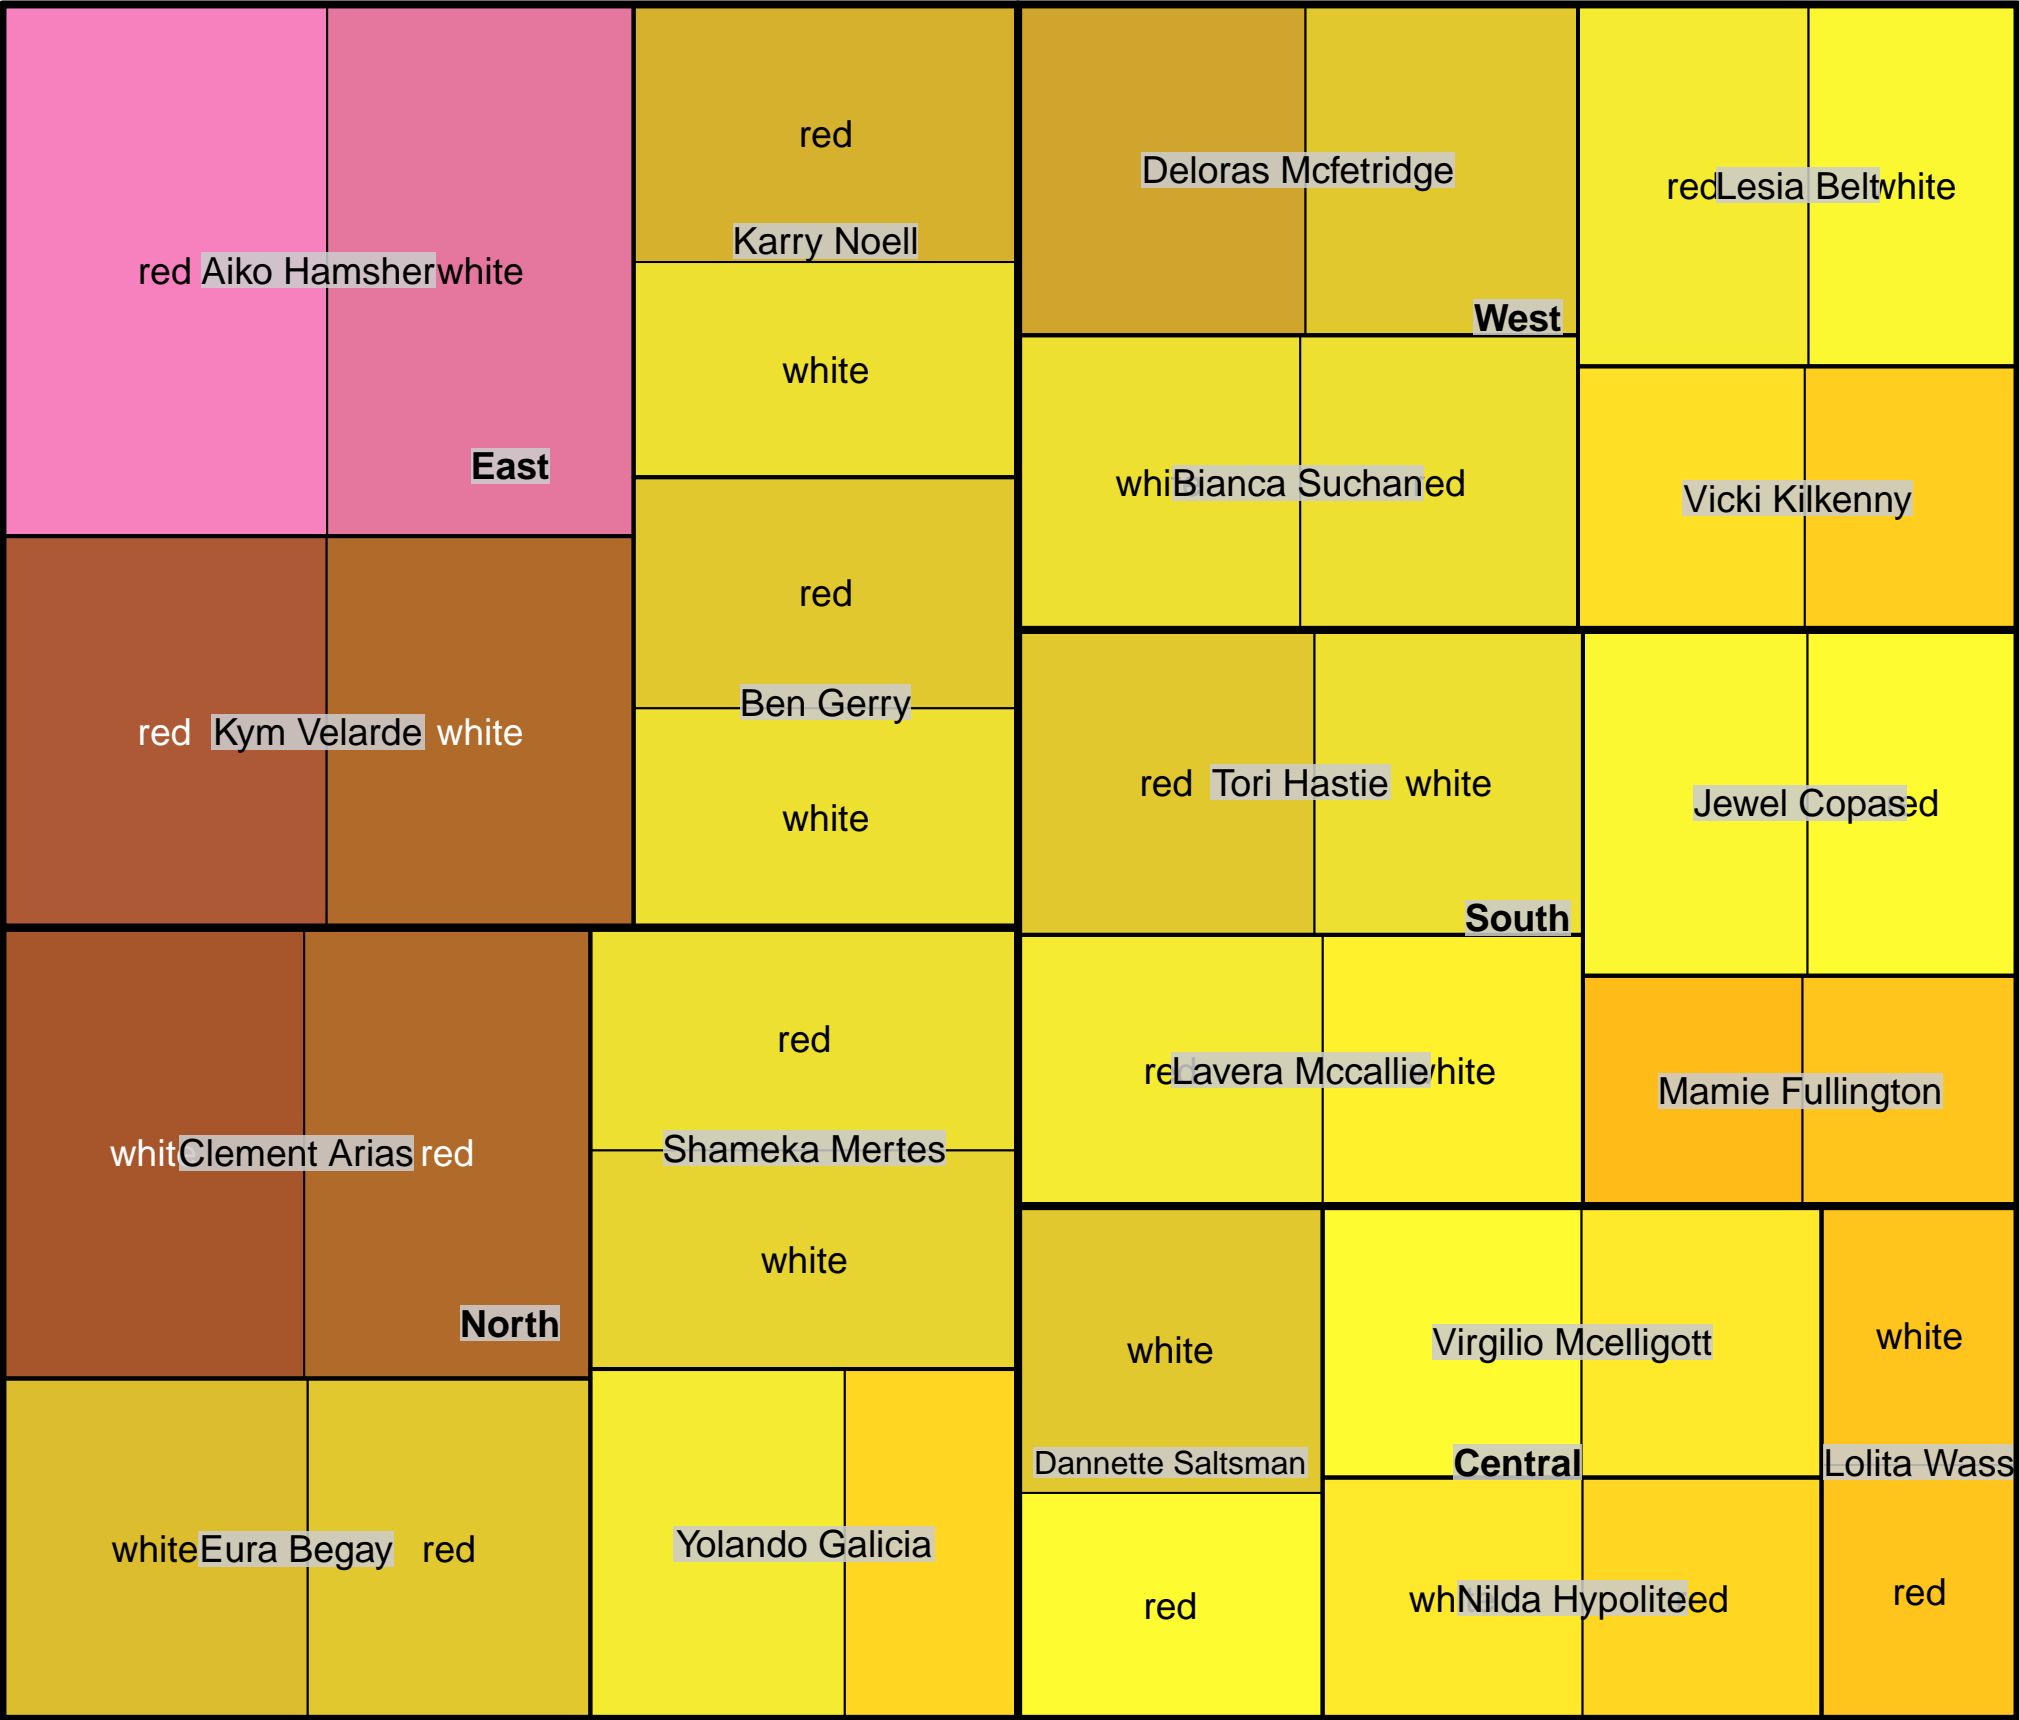 red Aiko Hamsher white
East
red
Karry Noell
white
red Kym Velarde white
red
Ben Gerry
white
Deloras Mcfetridge
West
red Lesia Belt white
Bianca Suchan
Vicki Kilkenny
red Tori Hastie white
South
Jewel Copas
Lavera Mccallie
Mamie Fullington
Clement Arias red
North
red
Shameka Mertes
white
white Eura Begay red
Yolando Galicia
white
Dannette Saltsman
red
Virgilio Mcelligott
Central
Nilda Hypolite
white
Lolita Wass
red